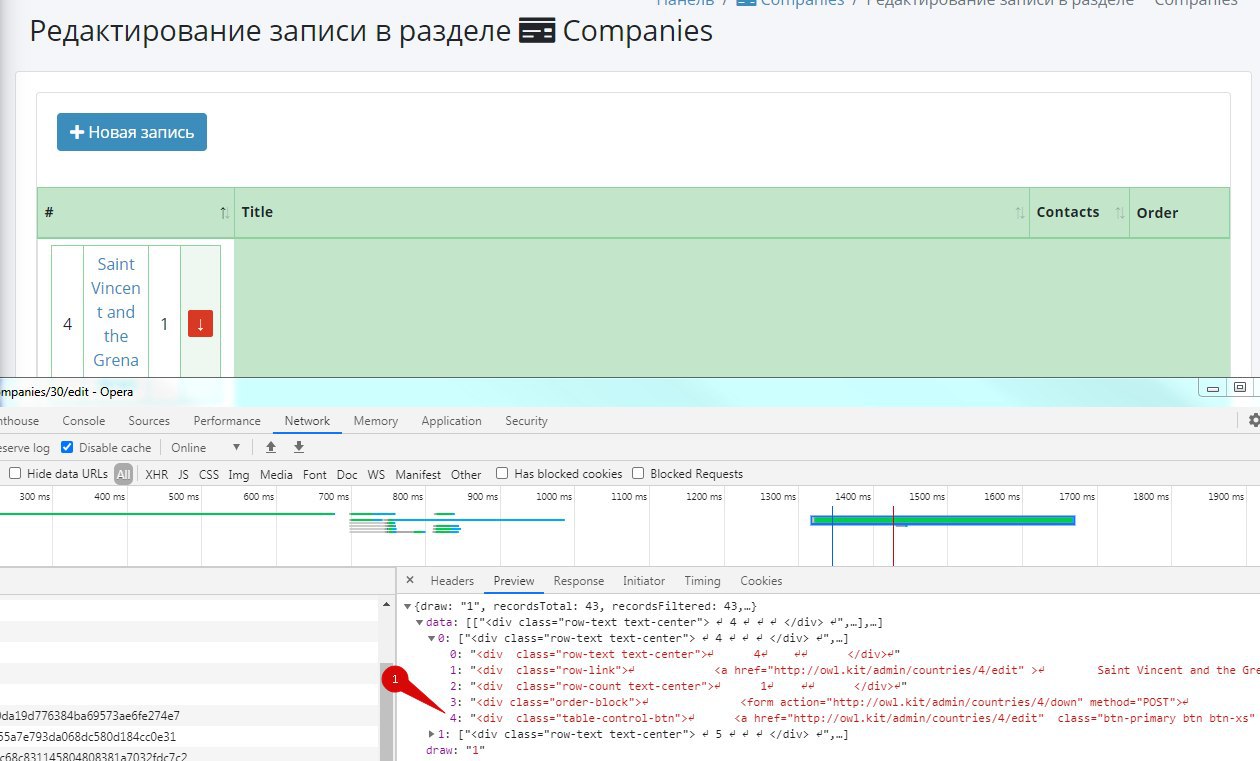 Панель / Companies / Редактирование записи в разделе Companies
Редактирование записи в разделе Companies
Новая запись
# Title Contacts Order
4 Saint Vincent and the Grena 1 ↓
mpanies/30/edit - Opera
nthouse Console Sources Performance Network Memory Application Security
eserve log Disable cache Online ▼
Hide data URLs All XHR JS CSS Img Media Font Doc WS Manifest Other Has blocked cookies Blocked Requests
300 ms 400 ms 500 ms 600 ms 700 ms 800 ms 900 ms 1000 ms 1100 ms 1200 ms 1300 ms 1400 ms 1500 ms 1600 ms 1700 ms 1800 ms 1900 ms
× Headers Preview Response Initiator Timing Cookies
▼{draw: "1", recordsTotal: 43, recordsFiltered: 43,…}
▼data: [["<div class="row-text text-center"> ↵ 4 ↵ ↵ ↵ </div> ↵",…],…]
▼0: ["<div class="row-text text-center"> ↵ 4 ↵ ↵ ↵ </div> ↵",…]
0: "<div class="row-text text-center">↵ 4↵ ↵↵ </div>↵"
1: "<div class="row-link">↵ <a href="http://owl.kit/admin/countries/4/edit" >↵ Saint Vincent and the Gre
2: "<div class="row-count text-center">↵ 1↵ ↵↵ </div>↵"
1
3: "<div class="order-block">↵ <form action="http://owl.kit/admin/countries/4/down" method="POST">↵
4: "<div class="table-control-btn">↵ <a href="http://owl.kit/admin/countries/4/edit" class="btn-primary btn btn-xs"
▶1: ["<div class="row-text text-center"> ↵ 5 ↵ ↵ ↵ </div> ↵",…]
draw: "1"
0da19d776384ba69573ae6fe274e7
55a7e793da068dc580d184cc0e31
c68c831145804808381a7032fdc7c2